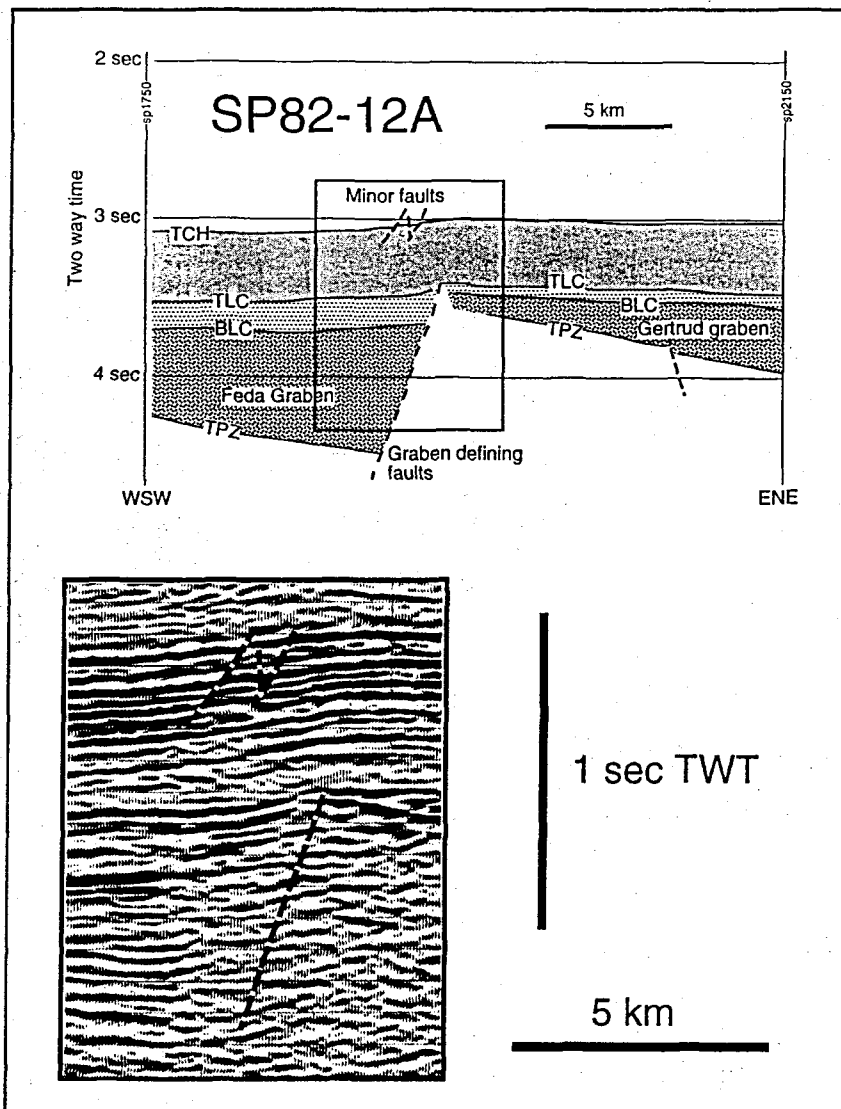 2 sec
sp1750
SP82-12A
5 km
sp2150
Two way time
Minor faults
3 sec
TCH
TLC
TLC
BLC
BLC
TPZ
Gertrud graben
4 sec
Feda Graben
TPZ
Graben defining
faults
WSW
ENE
1 sec TWT
5 km